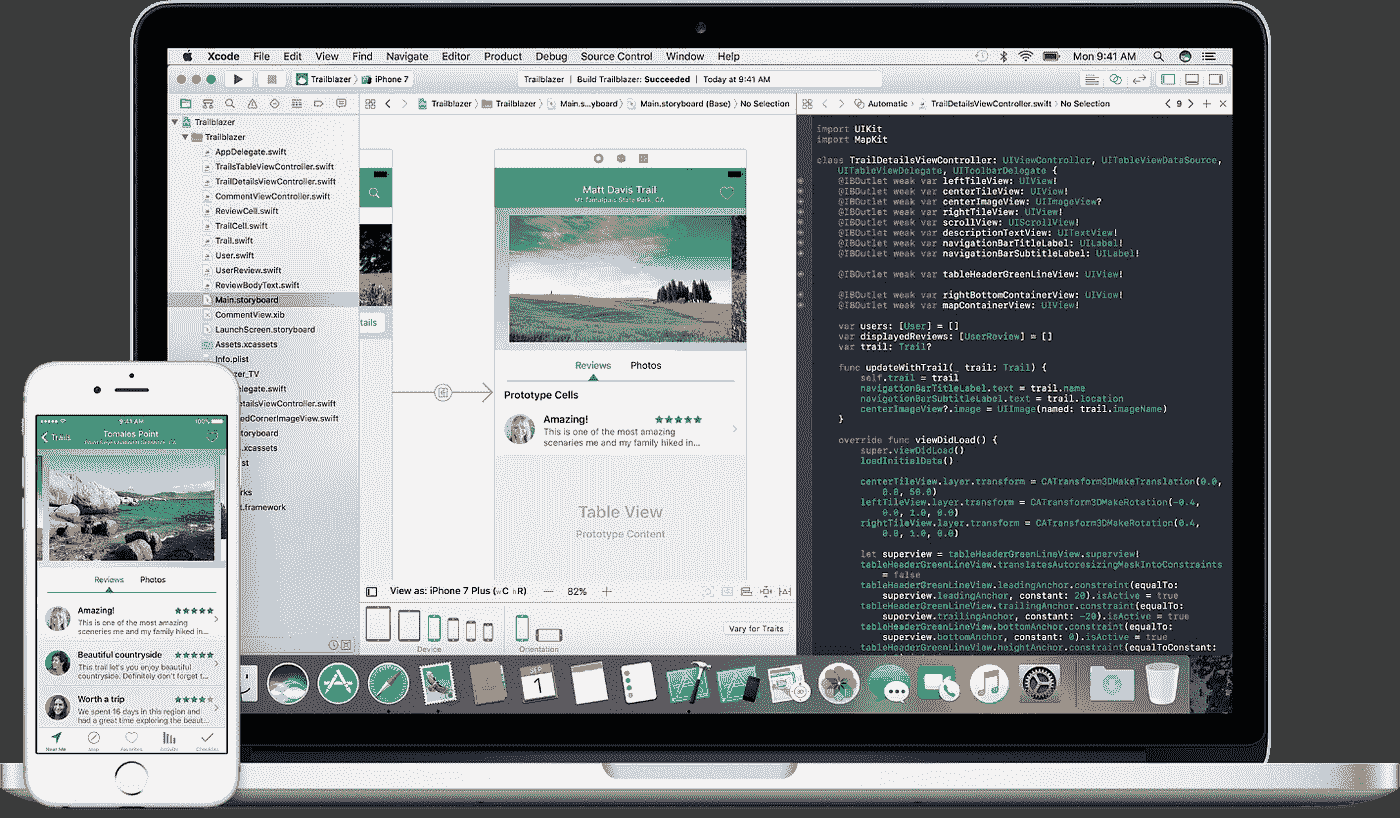 Xcode File Edit View Find Navigate Editor Product Debug Source Control Window Help
Mon 9:41 AM
Trailblazer iPhone 7
Trailblazer | Build Trailblazer: Succeeded | Today at 9:41 AM
Trailblazer Trailblazer Main.s...yboard Main.storyboard (Base) No Selection
Automatic TrailDetailsViewController.swift No Selection
9
Trailblazer
Trailblazer
AppDelegate.swift
TrailsTableViewController.swift
TrailDetailsViewController.swift
CommentViewController.swift
ReviewCell.swift
TrailCell.swift
Trail.swift
User.swift
UserReview.swift
ReviewBodyText.swift
Main.storyboard
CommentView.xib
LaunchScreen.storyboard
Assets.xcassets
Info.plist
zer_TV
elegate.swift
etailsViewController.swift
edCornerImageView.swift
toryboard
.xcassets
st
rks
t.framework
tails
Matt Davis Trail
Mt Tamalpais State Park, CA
Reviews Photos
Prototype Cells
Amazing!
This is one of the most amazing
sceneries me and my family hiked in...
Table View
Prototype Content
View as: iPhone 7 Plus (wC hR)
82%
Device
Orientation
Vary for Traits
import UIKit
import MapKit
class TrailDetailsViewController: UIViewController, UITableViewDataSource,
UITableViewDelegate, UIToolbarDelegate {
@IBOutlet weak var leftTileView: UIView!
@IBOutlet weak var centerTileView: UIView!
@IBOutlet weak var centerImageView: UIImageView?
@IBOutlet weak var rightTileView: UIView!
@IBOutlet weak var scrollView: UIScrollView!
@IBOutlet weak var descriptionTextView: UITextView!
@IBOutlet weak var navigationBarTitleLabel: UILabel!
@IBOutlet weak var navigationBarSubtitleLabel: UILabel!
@IBOutlet weak var tableHeaderGreenLineView: UIView!
@IBOutlet weak var rightBottomContainerView: UIView!
@IBOutlet weak var mapContainerView: UIView!
var users: [User] = []
var displayedReviews: [UserReview] = []
var trail: Trail?
func updateWithTrail(_ trail: Trail) {
self.trail = trail
navigationBarTitleLabel.text = trail.name
navigationBarSubtitleLabel.text = trail.location
centerImageView?.image = UIImage(named: trail.imageName)
}
override func viewDidLoad() {
super.viewDidLoad()
loadInitialData()
centerTileView.layer.transform = CATransform3DMakeTranslation(0.0,
0.0, 50.0)
leftTileView.layer.transform = CATransform3DMakeRotation(-0.4,
0.0, 1.0, 0.0)
rightTileView.layer.transform = CATransform3DMakeRotation(0.4,
0.0, 1.0, 0.0)
let superview = tableHeaderGreenLineView.superview!
tableHeaderGreenLineView.translatesAutoresizingMaskIntoConstraints
= false
tableHeaderGreenLineView.leadingAnchor.constraint(equalTo:
superview.leadingAnchor, constant: 20).isActive = true
tableHeaderGreenLineView.trailingAnchor.constraint(equalTo:
superview.trailingAnchor, constant: -20).isActive = true
tableHeaderGreenLineView.bottomAnchor.constraint(equalTo:
superview.bottomAnchor, constant: 0).isActive = true
tableHeaderGreenLineView.heightAnchor.constraint(equalToConstant:
SEP
1
9:41 AM
100%
Trails
Tomales Point
Reviews Photos
Amazing!
This is one of the most amazing
sceneries me and my family hiked in...
Beautiful countryside
This trail let's you enjoy beautiful
countryside. Definitely don't forget t...
Worth a trip
We spent 16 days in this region and
had a great time exploring the beaut...
Near Me Map Favorites Activity Checklist